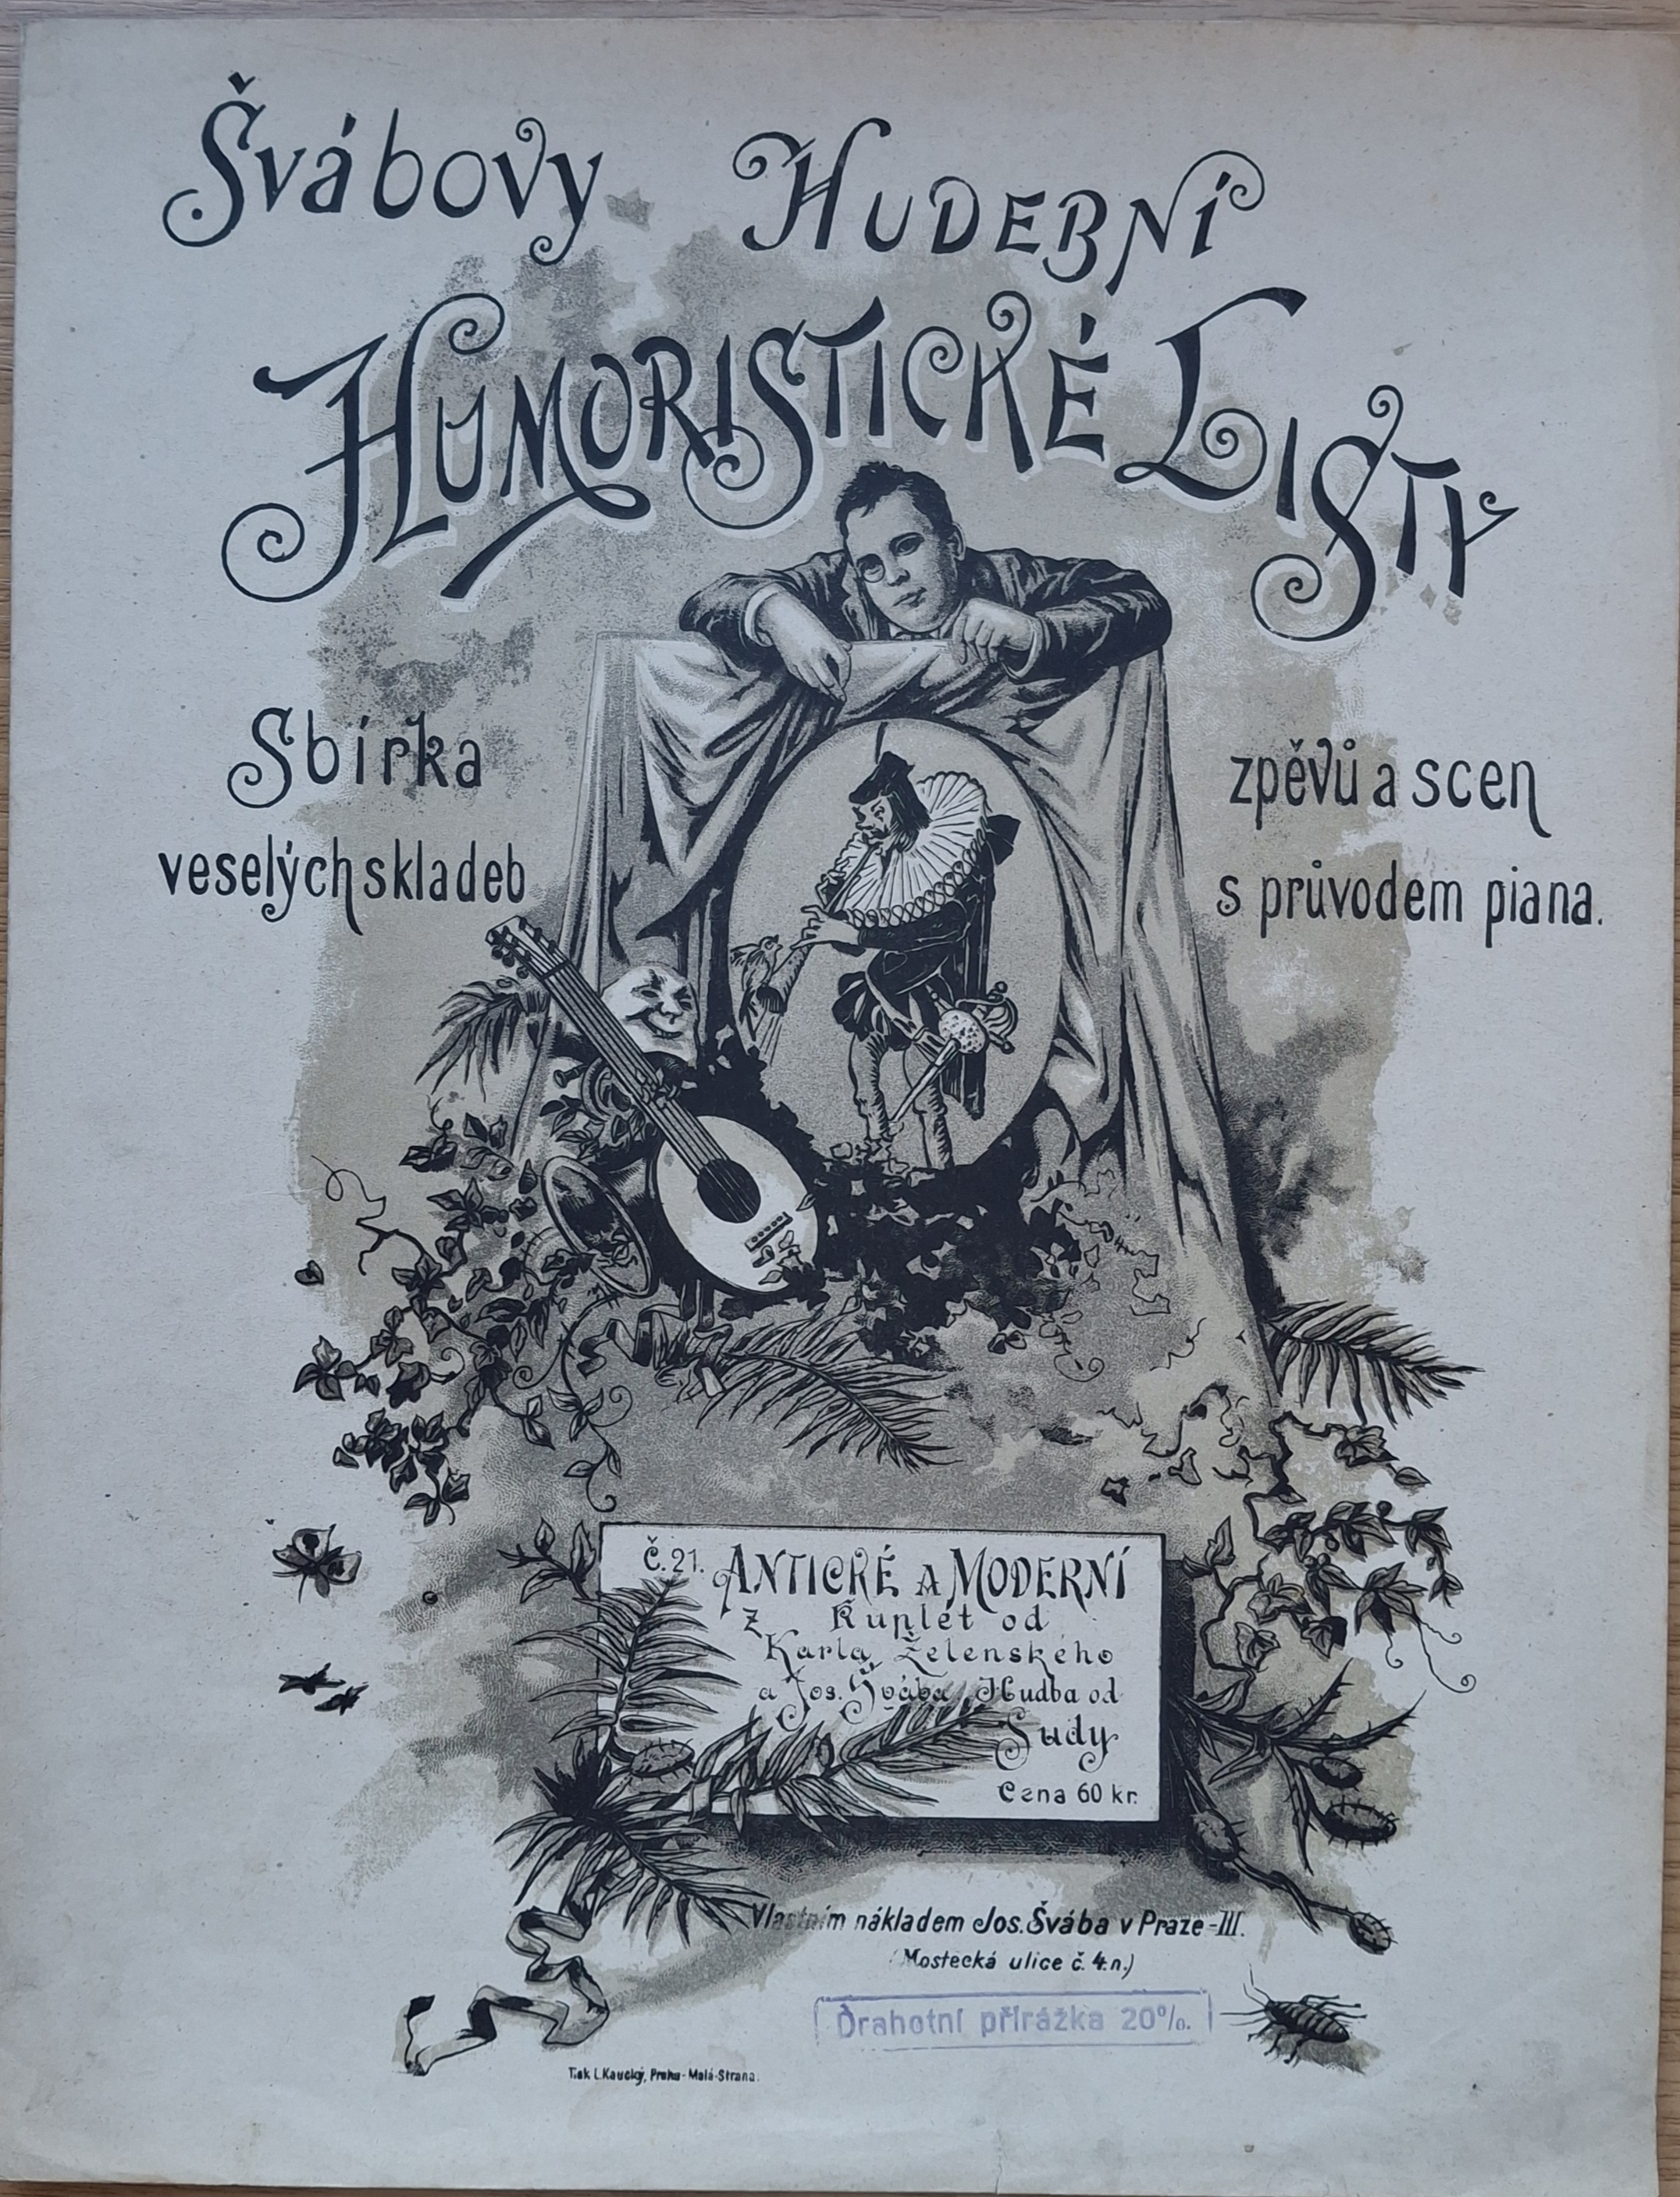 Švábovy Hudební
Humoristické Listy
Sbírka
veselých skladeb
zpěvů a scen
s průvodem piana.
Č. 21. Antické a Moderní
Kuplet od
Karla Želenského
a Jos. Švába, Hudba od
Sudy
Cena 60 kr.
Vlastním nákladem Jos. Švába v Praze-III.
(Mostecká ulice č. 4.n.)
Drahotní přirážka 20%.
Tisk L. Kaucký, Praha-Malá-Strana.